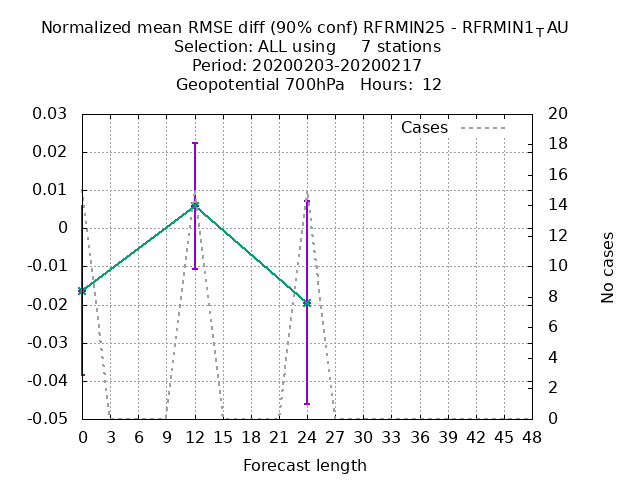 Normalized mean RMSE diff (90% conf) RFRMIN25 - RFRMIN1TAU
Selection: ALL using 7 stations
Period: 20200203-20200217
Geopotential 700hPa Hours: 12
Cases
0.03
0.02
0.01
0
-0.01
-0.02
-0.03
-0.04
-0.05
20
18
16
14
12
10
8
6
4
2
0
No cases
0 3 6 9 12 15 18 21 24 27 30 33 36 39 42 45 48
Forecast length